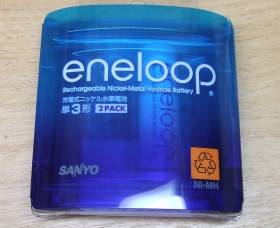 eneloop®
Rechargeable Nickel-Metal Hydride Battery
充電式ニッケル水素電池
単3形 2PACK
SANYO
NI-MH